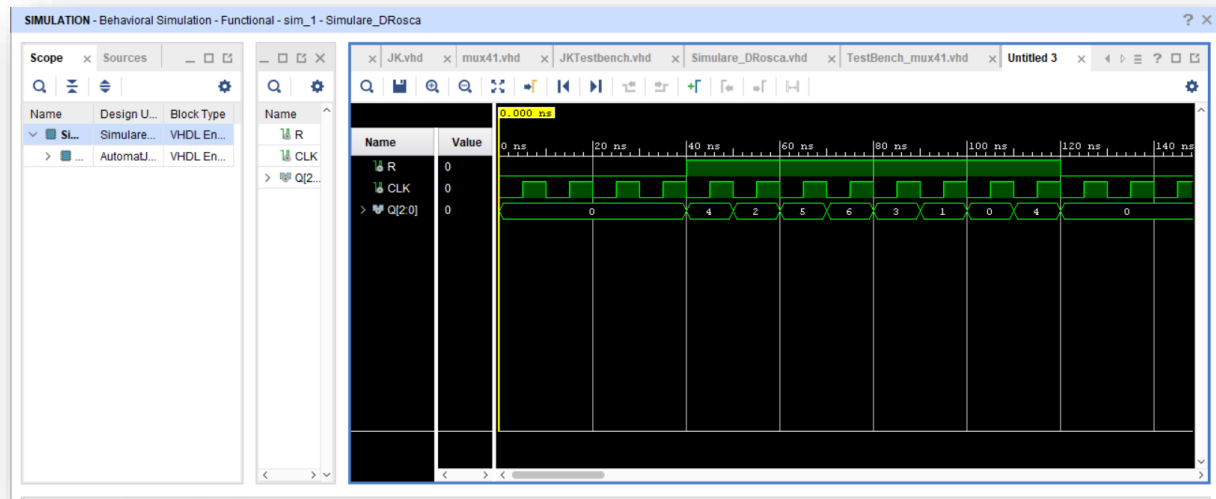 SIMULATION - Behavioral Simulation - Functional - sim_1 - Simulare_DRosca
Scope Sources
Name Design U... Block Type
Si... Simulare... VHDL En...
... AutomatJ... VHDL En...
Name
R
CLK
Q[2...
JK.vhd mux41.vhd JKTestbench.vhd Simulare_DRosca.vhd TestBench_mux41.vhd Untitled 3
0.000 ns
Name Value
0 ns 20 ns 40 ns 60 ns 80 ns 100 ns 120 ns 140 ns
R 0
CLK 0
Q[2:0] 0 0 4 2 5 6 3 1 0 4 0